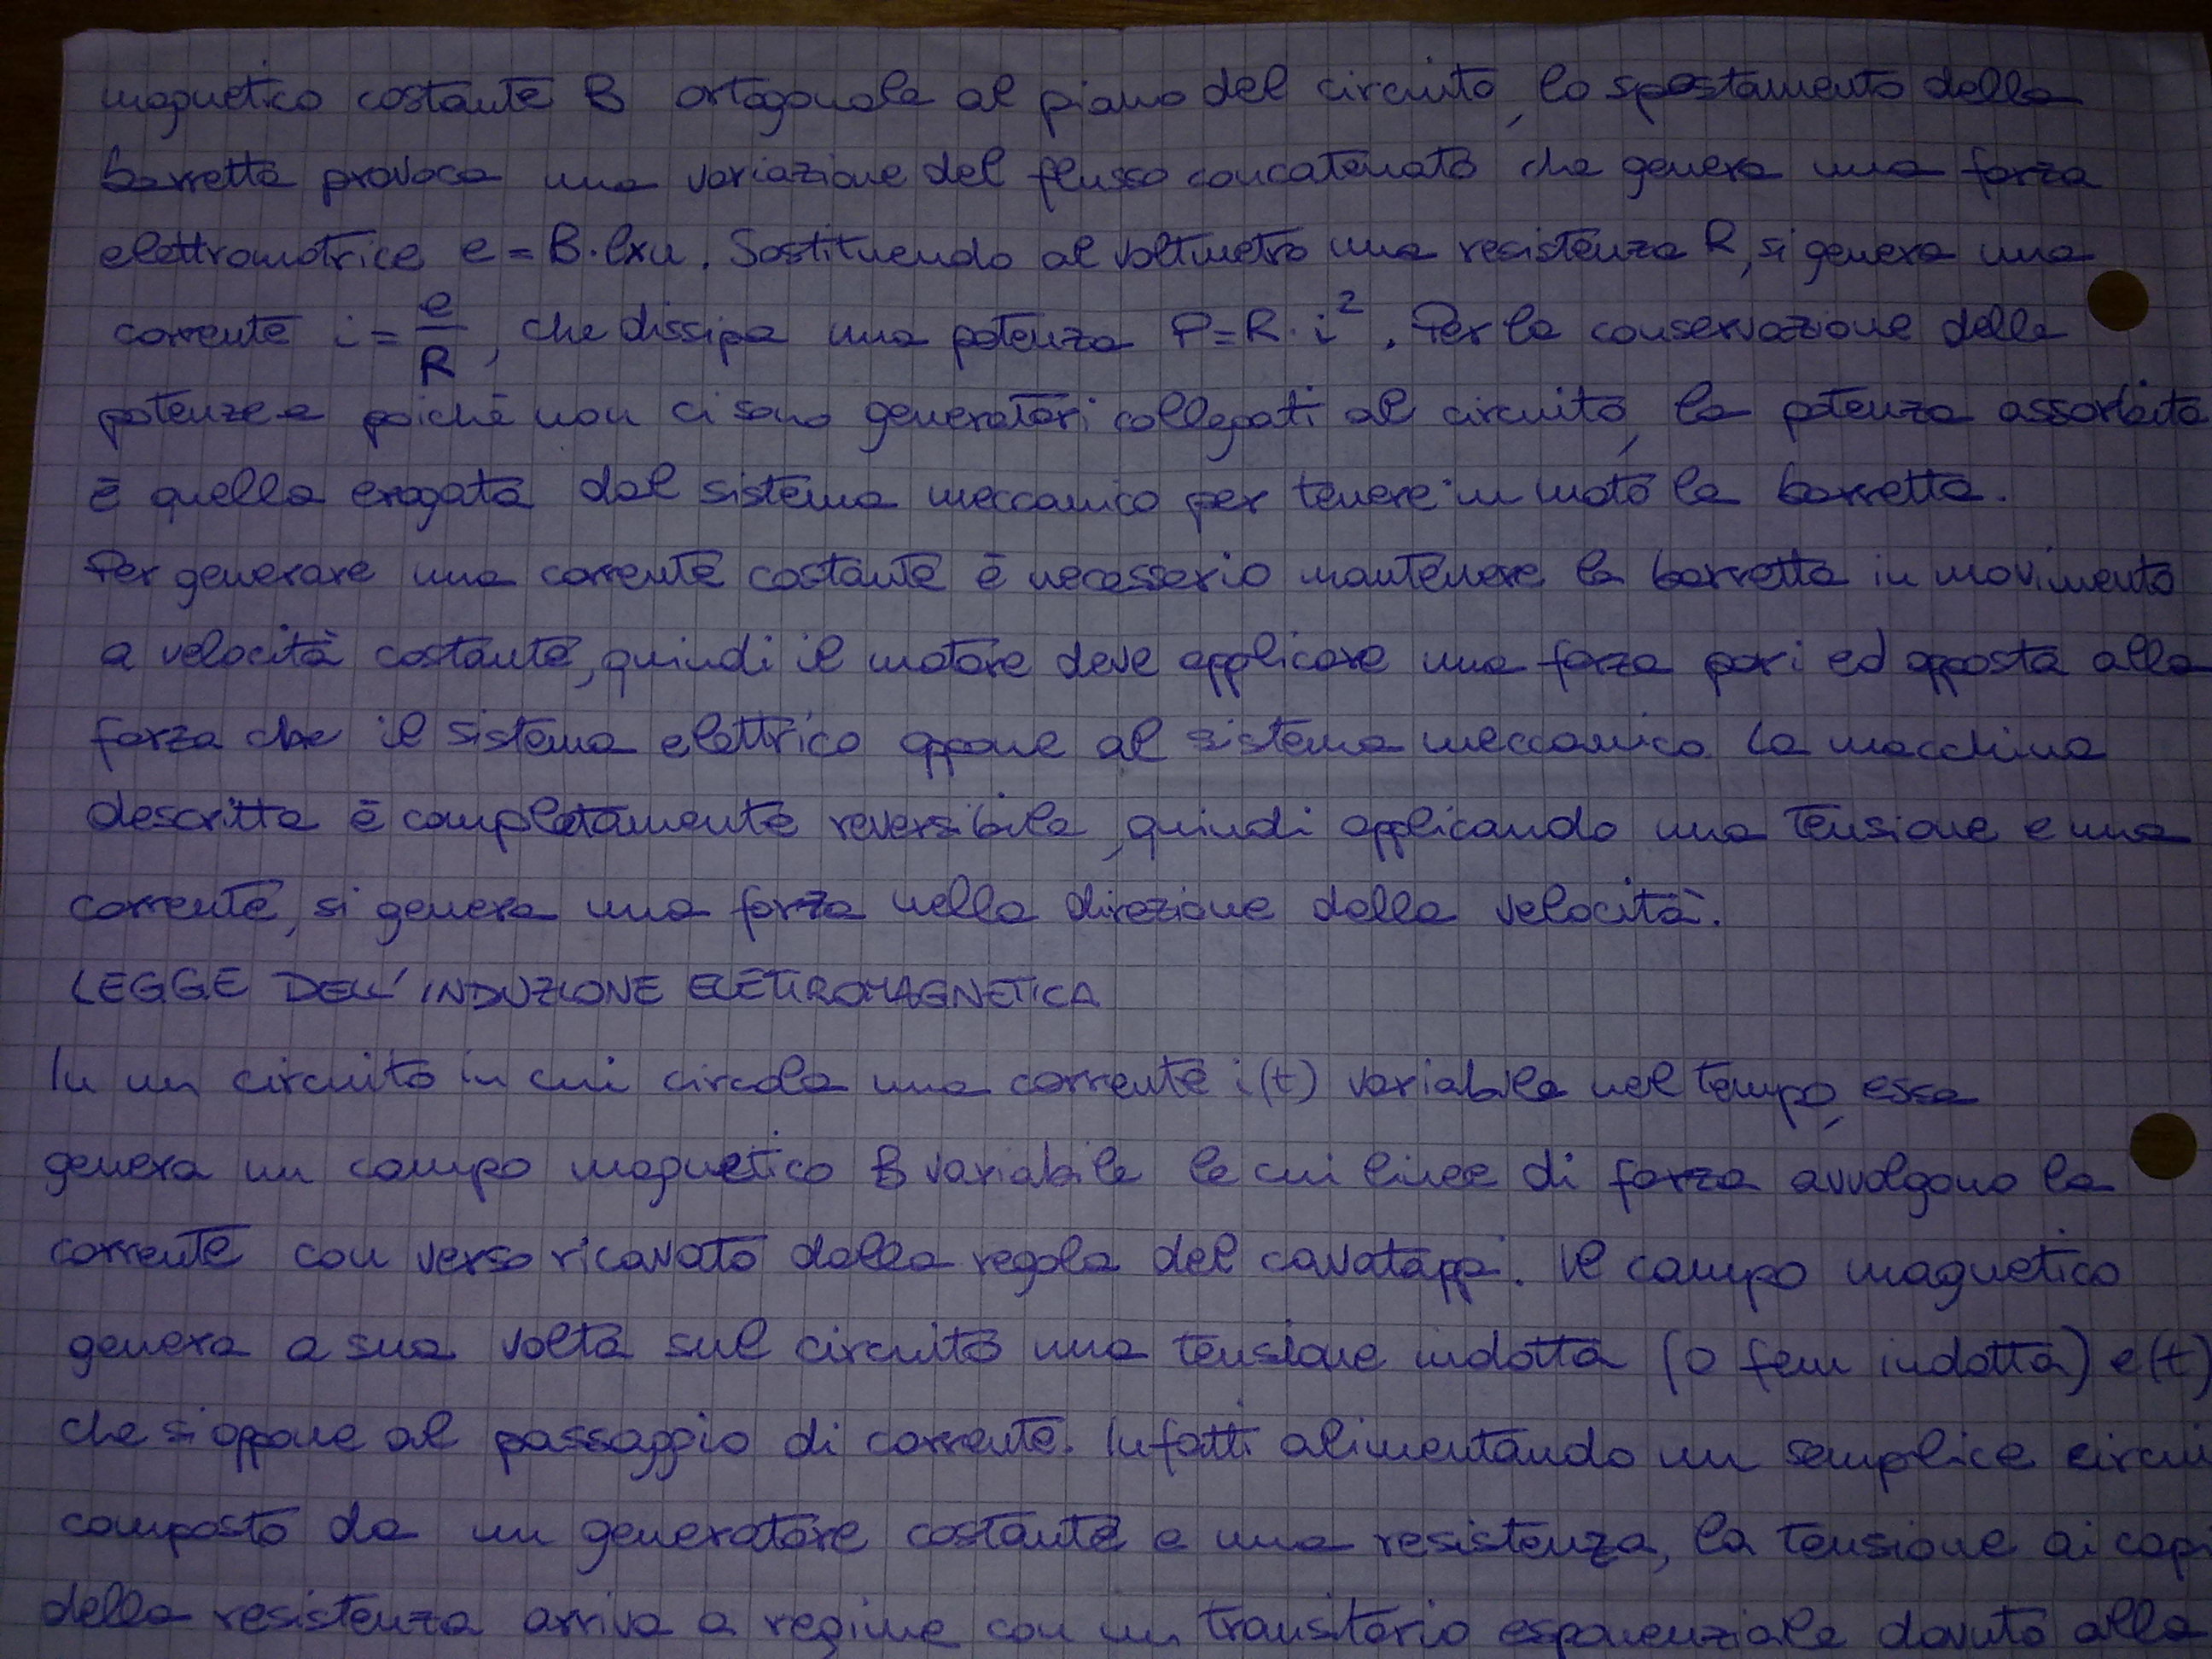 magnetico costante B ortogonale al piano del circuito, lo spostamento della
barretta provoca una variazione del flusso concatenato che genera una forza
elettromotrice e = B·l×u. Sostituendo al voltmetro una resistenza R, si genera una
corrente i = e/R, che dissipa una potenza P = R·i². Per la conservazione delle
potenze e poichè non ci sono generatori collegati al circuito, la potenza assorbita
è quella erogata dal sistema meccanico per tenere in moto la barretta.
Per generare una corrente costante è necessario mantenere la barretta in movimento
a velocità costante, quindi il motore deve applicare una forza pari ed opposta alla
forza che il sistema elettrico oppone al sistema meccanico. La macchina
descritta è completamente reversibile, quindi applicando una tensione e una
corrente, si genera una forza nella direzione della velocità.
LEGGE DELL'INDUZIONE ELETTROMAGNETICA
In un circuito in cui circola una corrente i(t) variabile nel tempo, essa
genera un campo magnetico B variabile le cui linee di forza avvolgono la
corrente con verso ricavato dalla regola del cavatappi. Il campo magnetico
genera a sua volta sul circuito una tensione indotta (o fem indotta) e(t)
che si oppone al passaggio di corrente. Infatti alimentando un semplice circui
composto da un generatore costante e una resistenza, la tensione ai capi
della resistenza arriva a regime con un transitorio esponenziale dovuto alla